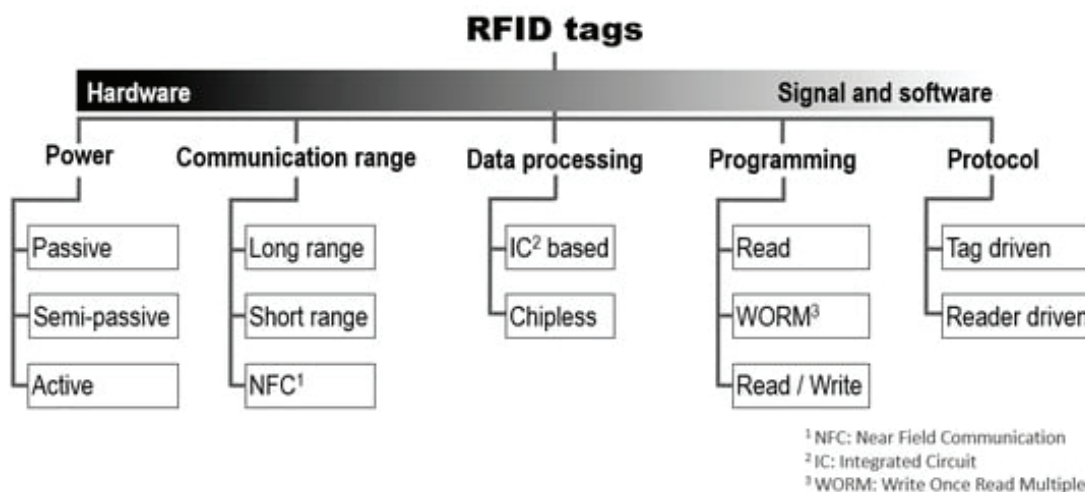 RFID tags
Hardware
Signal and software
Power
Communication range
Data processing
Programming
Protocol
Passive
Semi-passive
Active
Long range
Short range
NFC¹
IC² based
Chipless
Read
WORM³
Read / Write
Tag driven
Reader driven
¹ NFC: Near Field Communication
² IC: Integrated Circuit
³ WORM: Write Once Read Multiple